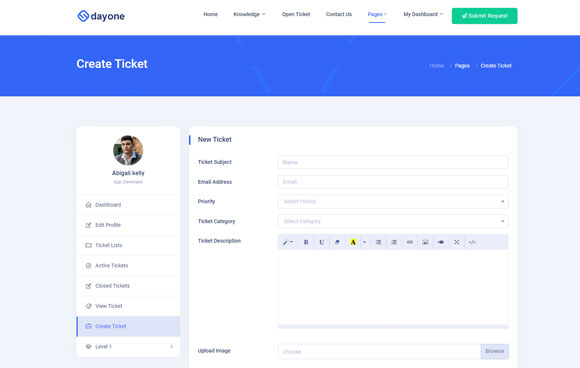 dayone
Home Knowledge Open Ticket Contact Us Pages My Dashboard Submit Request
Create Ticket
Home / Pages / Create Ticket
Abigali kelly
App Developer
Dashboard
Edit Profile
Ticket Lists
Active Tickets
Closed Tickets
View Ticket
Create Ticket
Level 1
New Ticket
Ticket Subject
Name
Email Address
Email
Priority
Select Priority
Ticket Category
Select Category
Ticket Description
B U A </>
Upload Image
choose
Browse